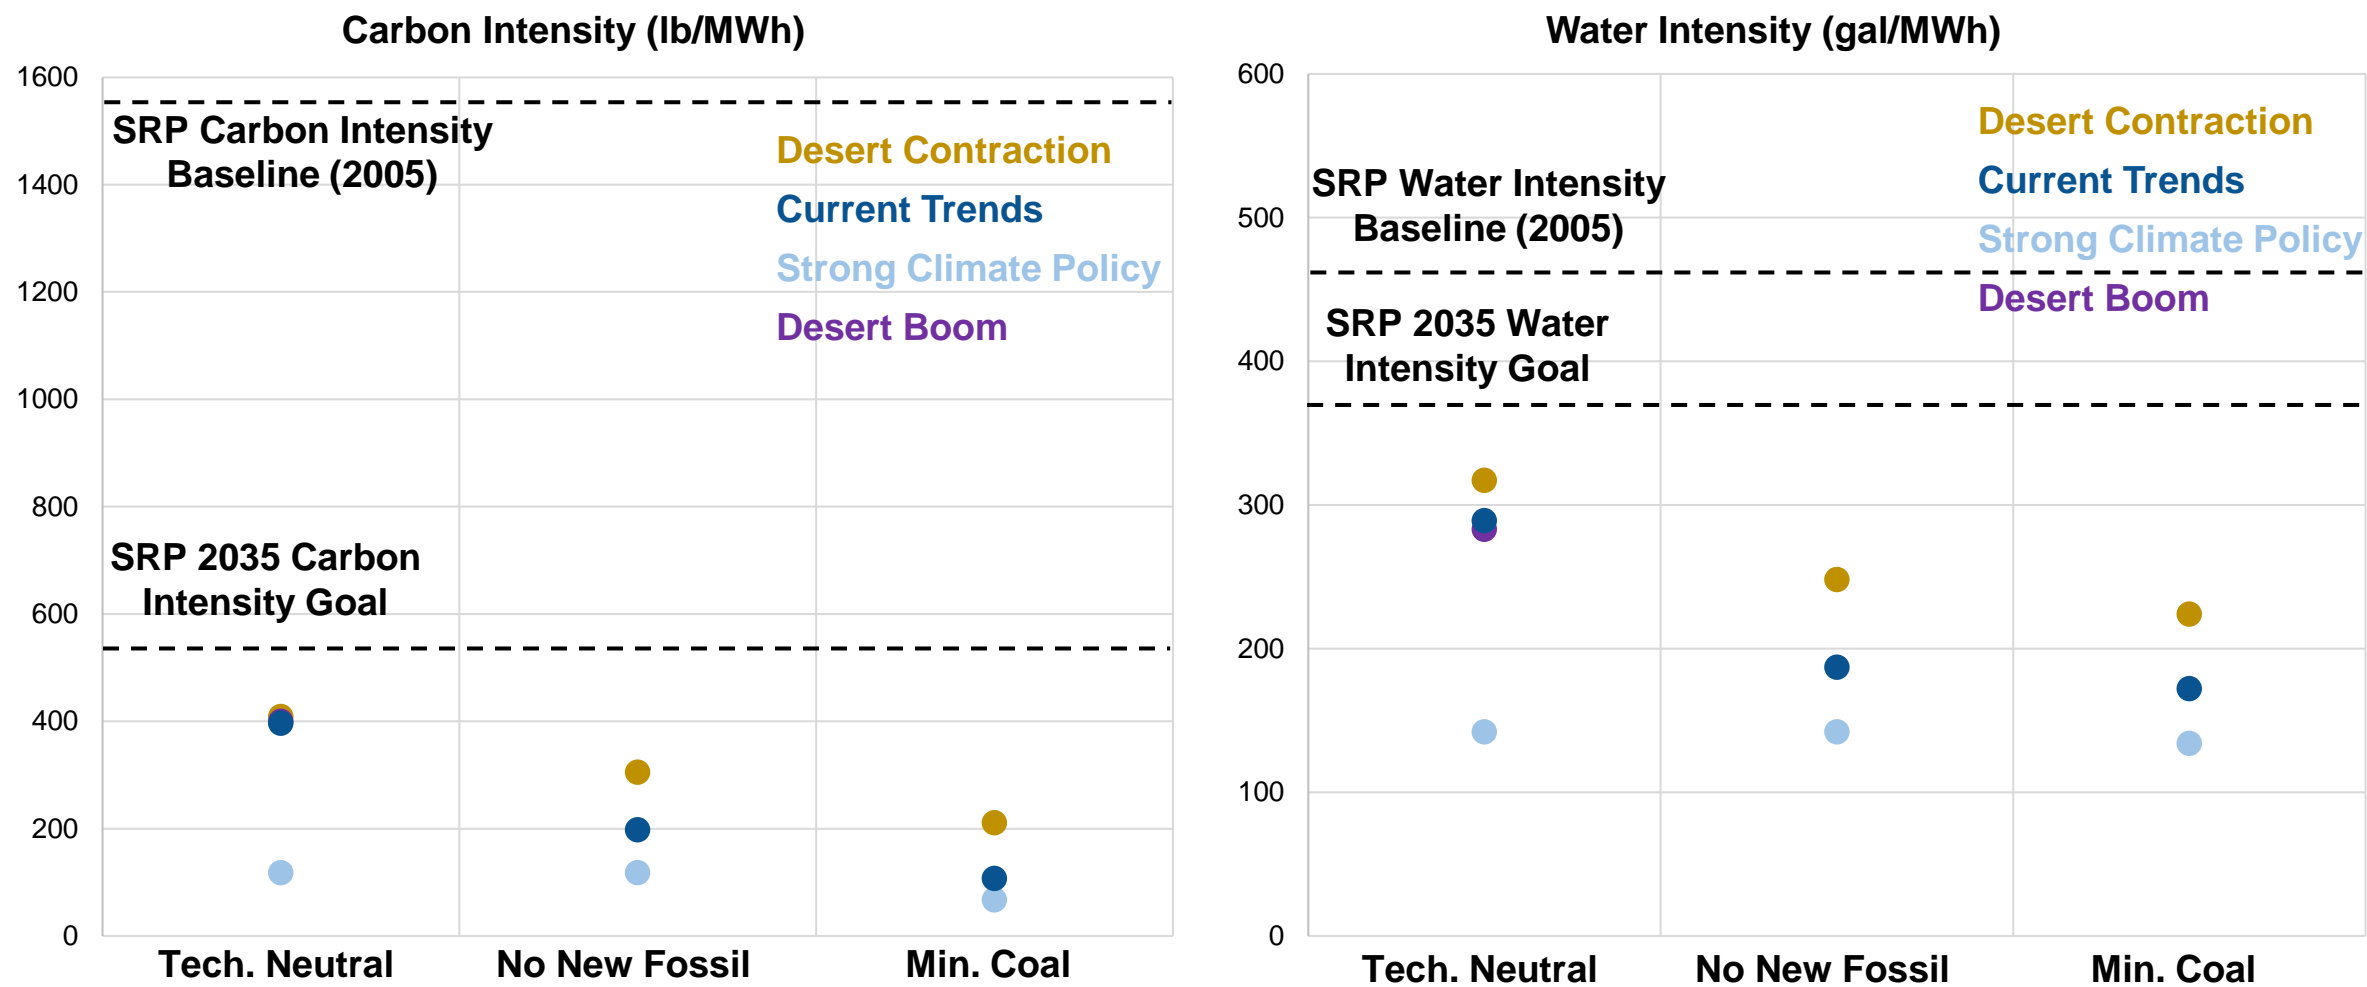 Carbon Intensity (lb/MWh)
1600
1400
1200
1000
800
600
400
200
0
SRP Carbon Intensity
Baseline (2005)
Desert Contraction
Current Trends
Strong Climate Policy
Desert Boom
SRP 2035 Carbon
Intensity Goal
Tech. Neutral
No New Fossil
Min. Coal
Water Intensity (gal/MWh)
600
500
400
300
200
100
0
Desert Contraction
Current Trends
Strong Climate Policy
Desert Boom
SRP Water Intensity
Baseline (2005)
SRP 2035 Water
Intensity Goal
Tech. Neutral
No New Fossil
Min. Coal